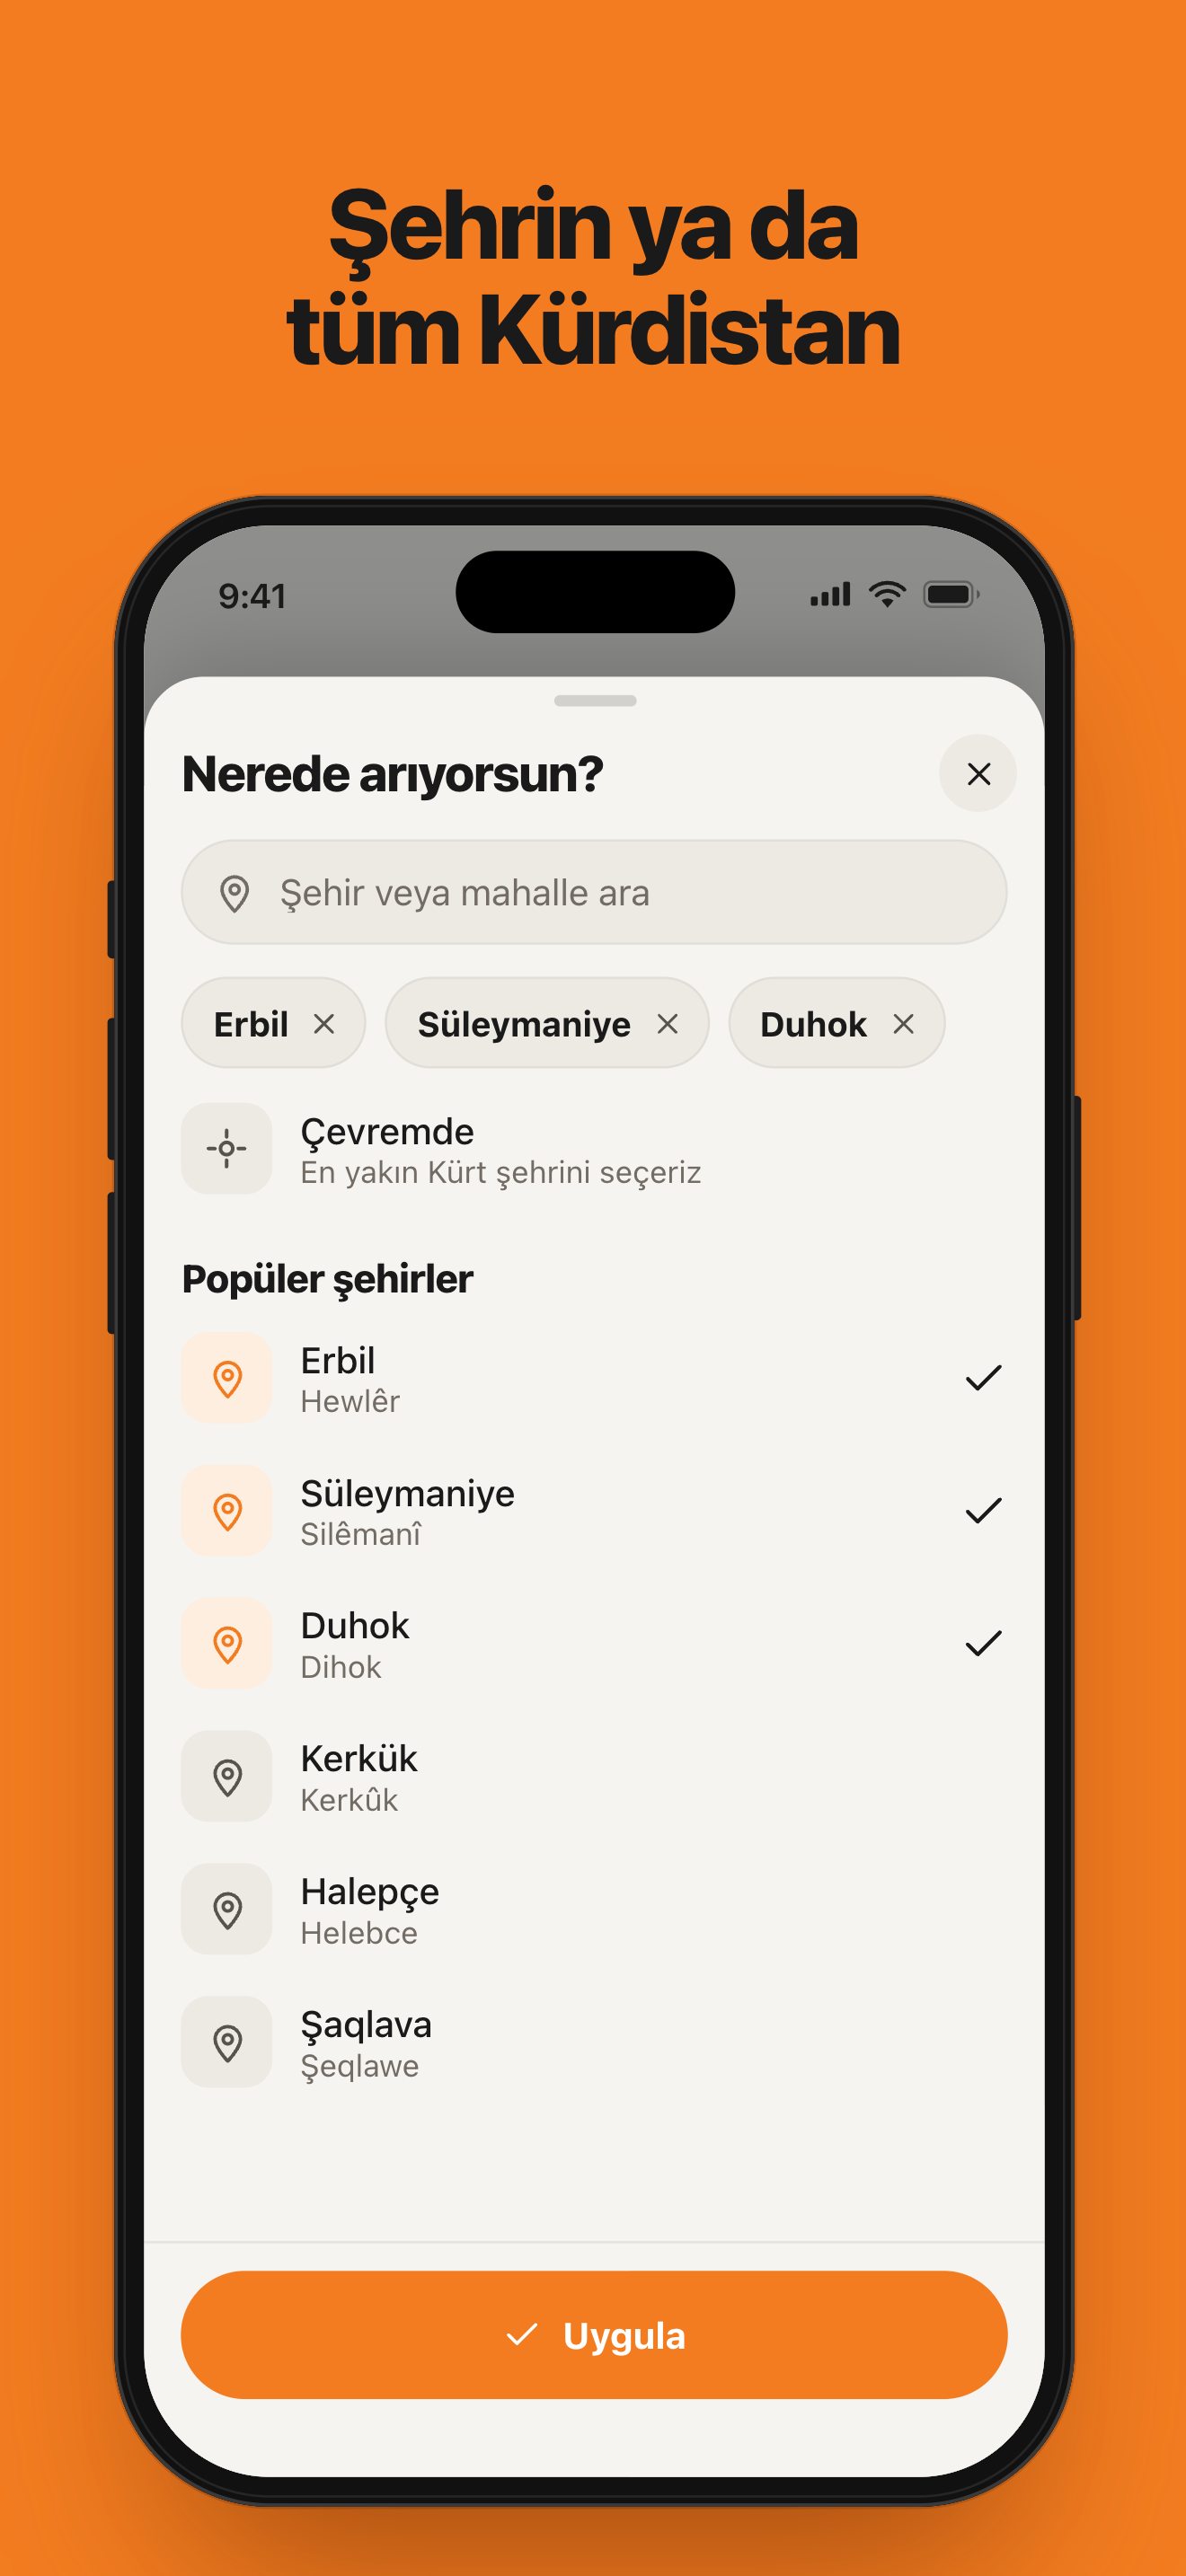 Şehrin ya da
tüm Kürdistan
9:41
Nerede arıyorsun?
Şehir veya mahalle ara
Erbil
Süleymaniye
Duhok
Çevremde
En yakın Kürt şehrini seçeriz
Popüler şehirler
Erbil
Hewlêr
Süleymaniye
Silêmanî
Duhok
Dihok
Kerkük
Kerkûk
Halepçe
Helebce
Şaqlava
Şeqlawe
Uygula